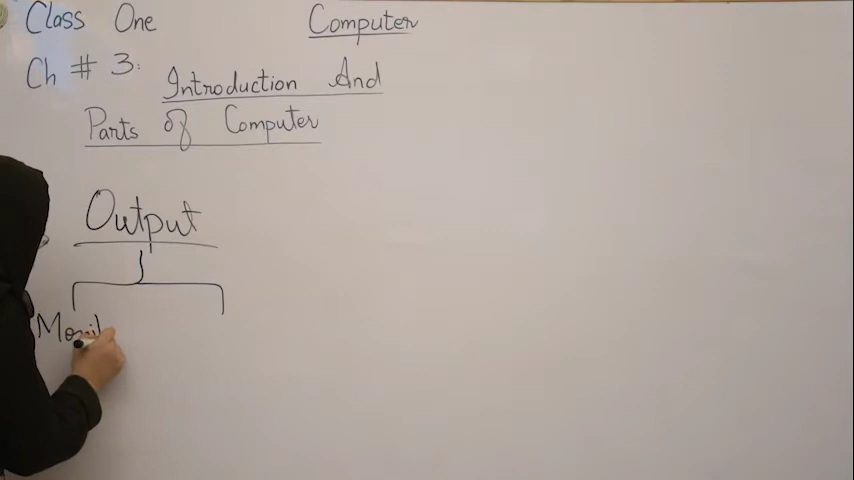 Class One Computer
Ch # 3: Introduction And
Parts of Computer
Output